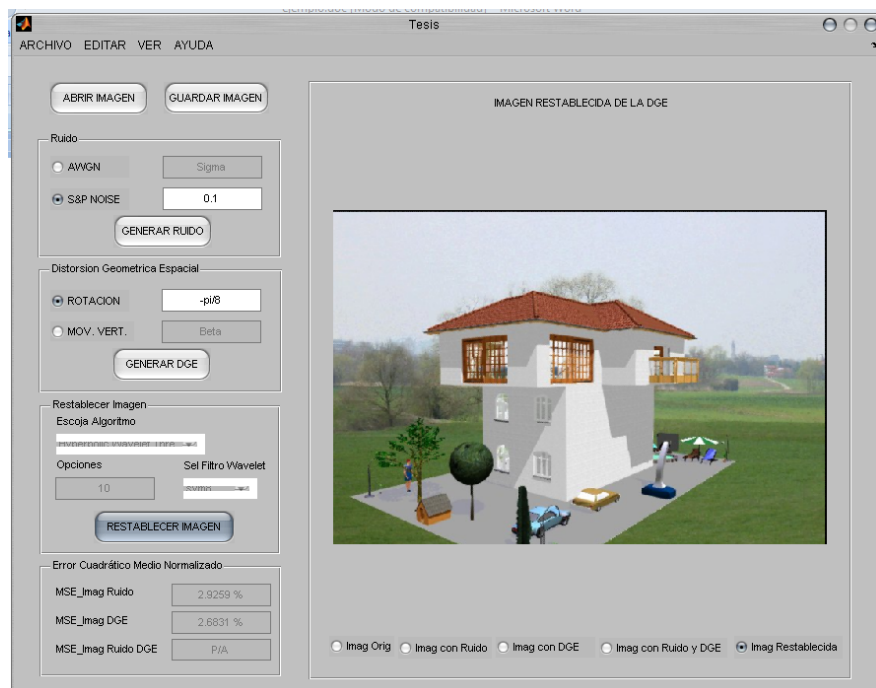 Tesis
ARCHIVO EDITAR VER AYUDA
ABRIR IMAGEN GUARDAR IMAGEN
Ruido
AWGN Sigma
S&P NOISE 0.1
GENERAR RUIDO
Distorsion Geometrica Espacial
ROTACION -pi/8
MOV. VERT. Beta
GENERAR DGE
Restablecer Imagen
Escoja Algoritmo
Opciones Sel Filtro Wavelet
10
RESTABLECER IMAGEN
Error Cuadrático Medio Normalizado
MSE_Imag Ruido 2.9259 %
MSE_Imag DGE 2.6831 %
MSE_Imag Ruido DGE P/A
IMAGEN RESTABLECIDA DE LA DGE
Imag Orig Imag con Ruido Imag con DGE Imag con Ruido y DGE Imag Restablecida